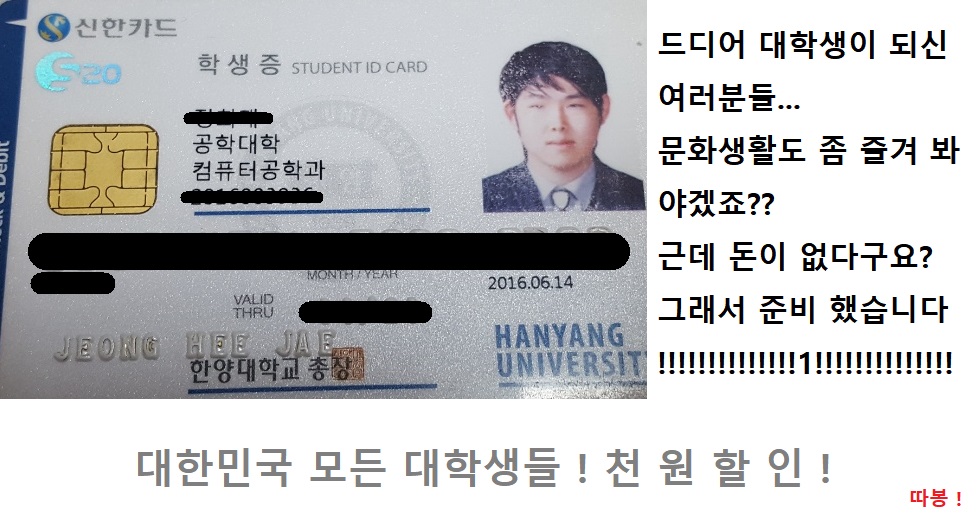 신한카드
S20
학생증 STUDENT ID CARD
공학대학
컴퓨터공학과
MONTH / YEAR
2016.06.14
VALID
THRU
JEONG HEE JAE
한양대학교 총장
HANYANG
UNIVERSITY
& Debit
드디어 대학생이 되신
여러분들...
문화생활도 좀 즐겨 봐
야겠죠??
근데 돈이 없다구요?
그래서 준비 했습니다
!!!!!!!!!!!!!!1!!!!!!!!!!!!!!
대한민국 모든 대학생들 ! 천 원 할 인 !
따봉 !